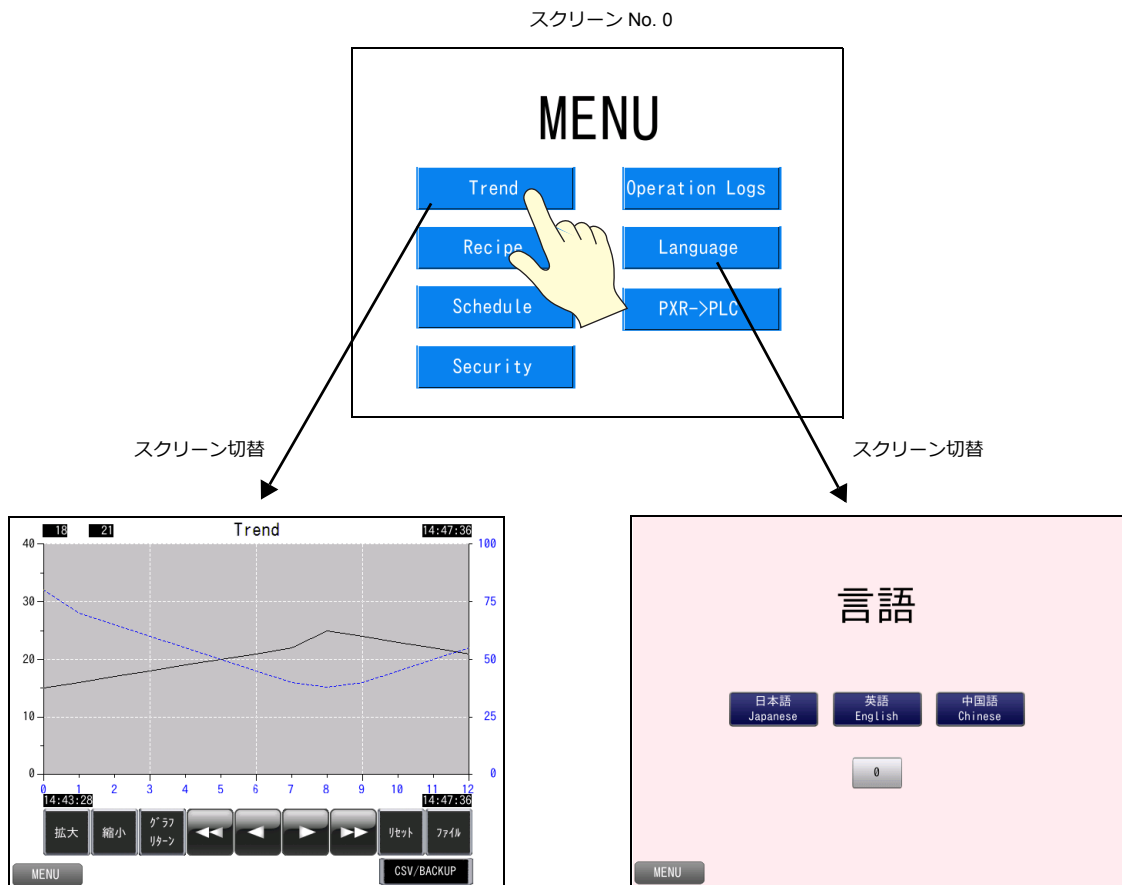 スクリーン No. 0
MENU
Trend
Operation Logs
Recipe
Language
Schedule
PXR->PLC
Security
スクリーン切替
スクリーン切替
18 21 Trend 14:47:36
40 100
30 75
20 50
10 25
0 0
0 1 2 3 4 5 6 7 8 9 10 11 12
14:43:28 14:47:36
拡大 縮小 グラフ リターン リセット ファイル
CSV/BACKUP
MENU
言語
日本語 英語 中国語
Japanese English Chinese
0
MENU